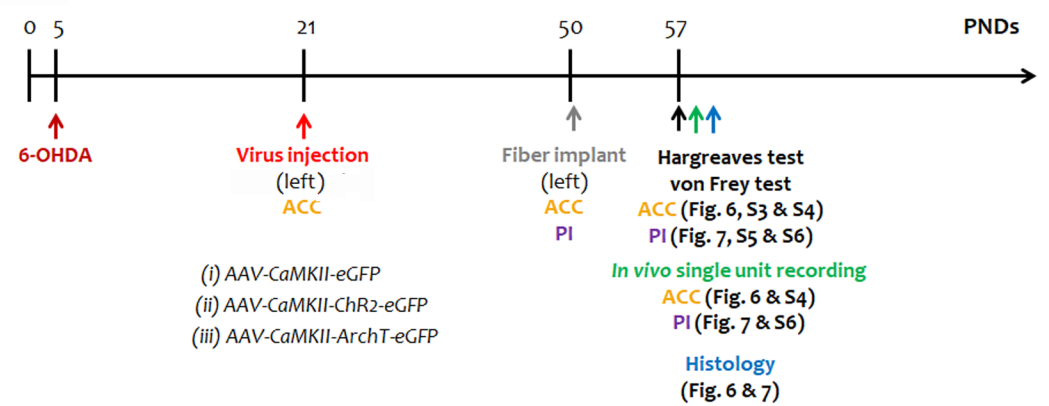 0 5 21 50 57 PNDs
6-OHDA
Virus injection
(left)
ACC
(i) AAV-CaMKII-eGFP
(ii) AAV-CaMKII-ChR2-eGFP
(iii) AAV-CaMKII-ArchT-eGFP
Fiber implant
(left)
ACC
PI
Hargreaves test
von Frey test
ACC (Fig. 6, S3 & S4)
PI (Fig. 7, S5 & S6)
In vivo single unit recording
ACC (Fig. 6 & S4)
PI (Fig. 7 & S6)
Histology
(Fig. 6 & 7)